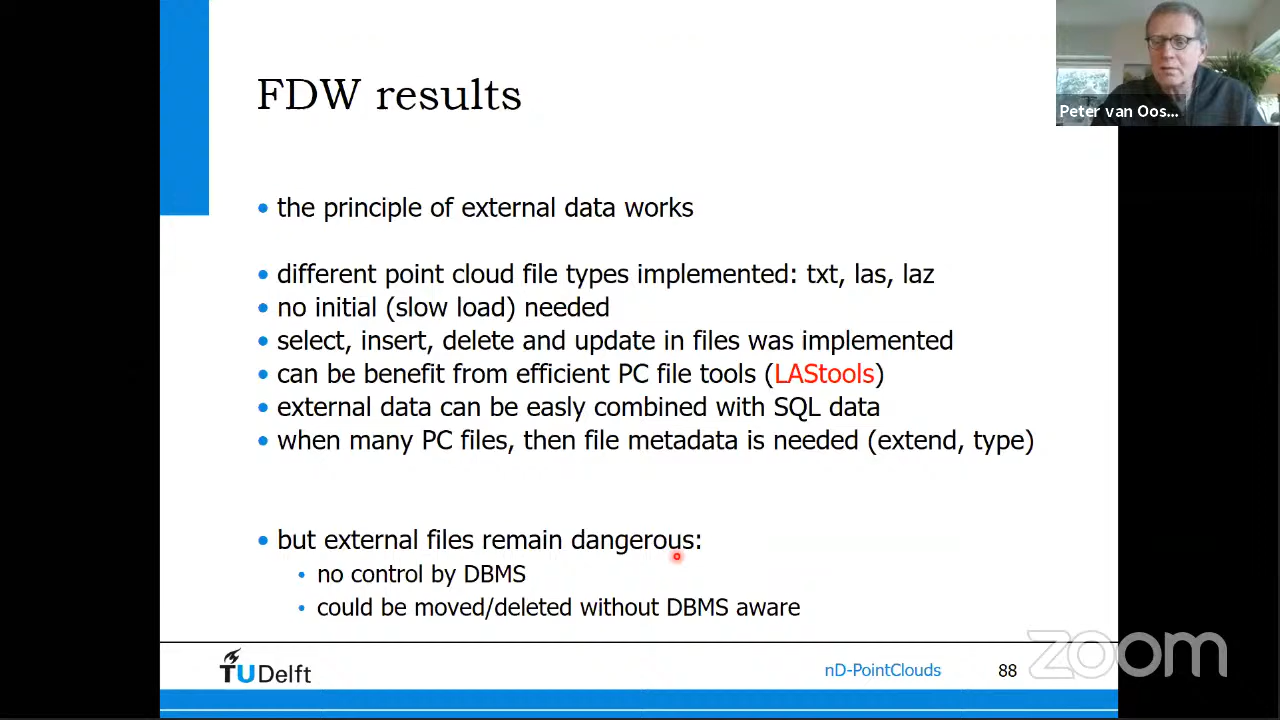 Peter van Oos...
FDW results
• the principle of external data works
• different point cloud file types implemented: txt, las, laz
• no initial (slow load) needed
• select, insert, delete and update in files was implemented
• can be benefit from efficient PC file tools (LAStools)
• external data can be easly combined with SQL data
• when many PC files, then file metadata is needed (extend, type)
• but external files remain dangerous:
• no control by DBMS
• could be moved/deleted without DBMS aware
TUDelft
nD-PointClouds
88
zoom